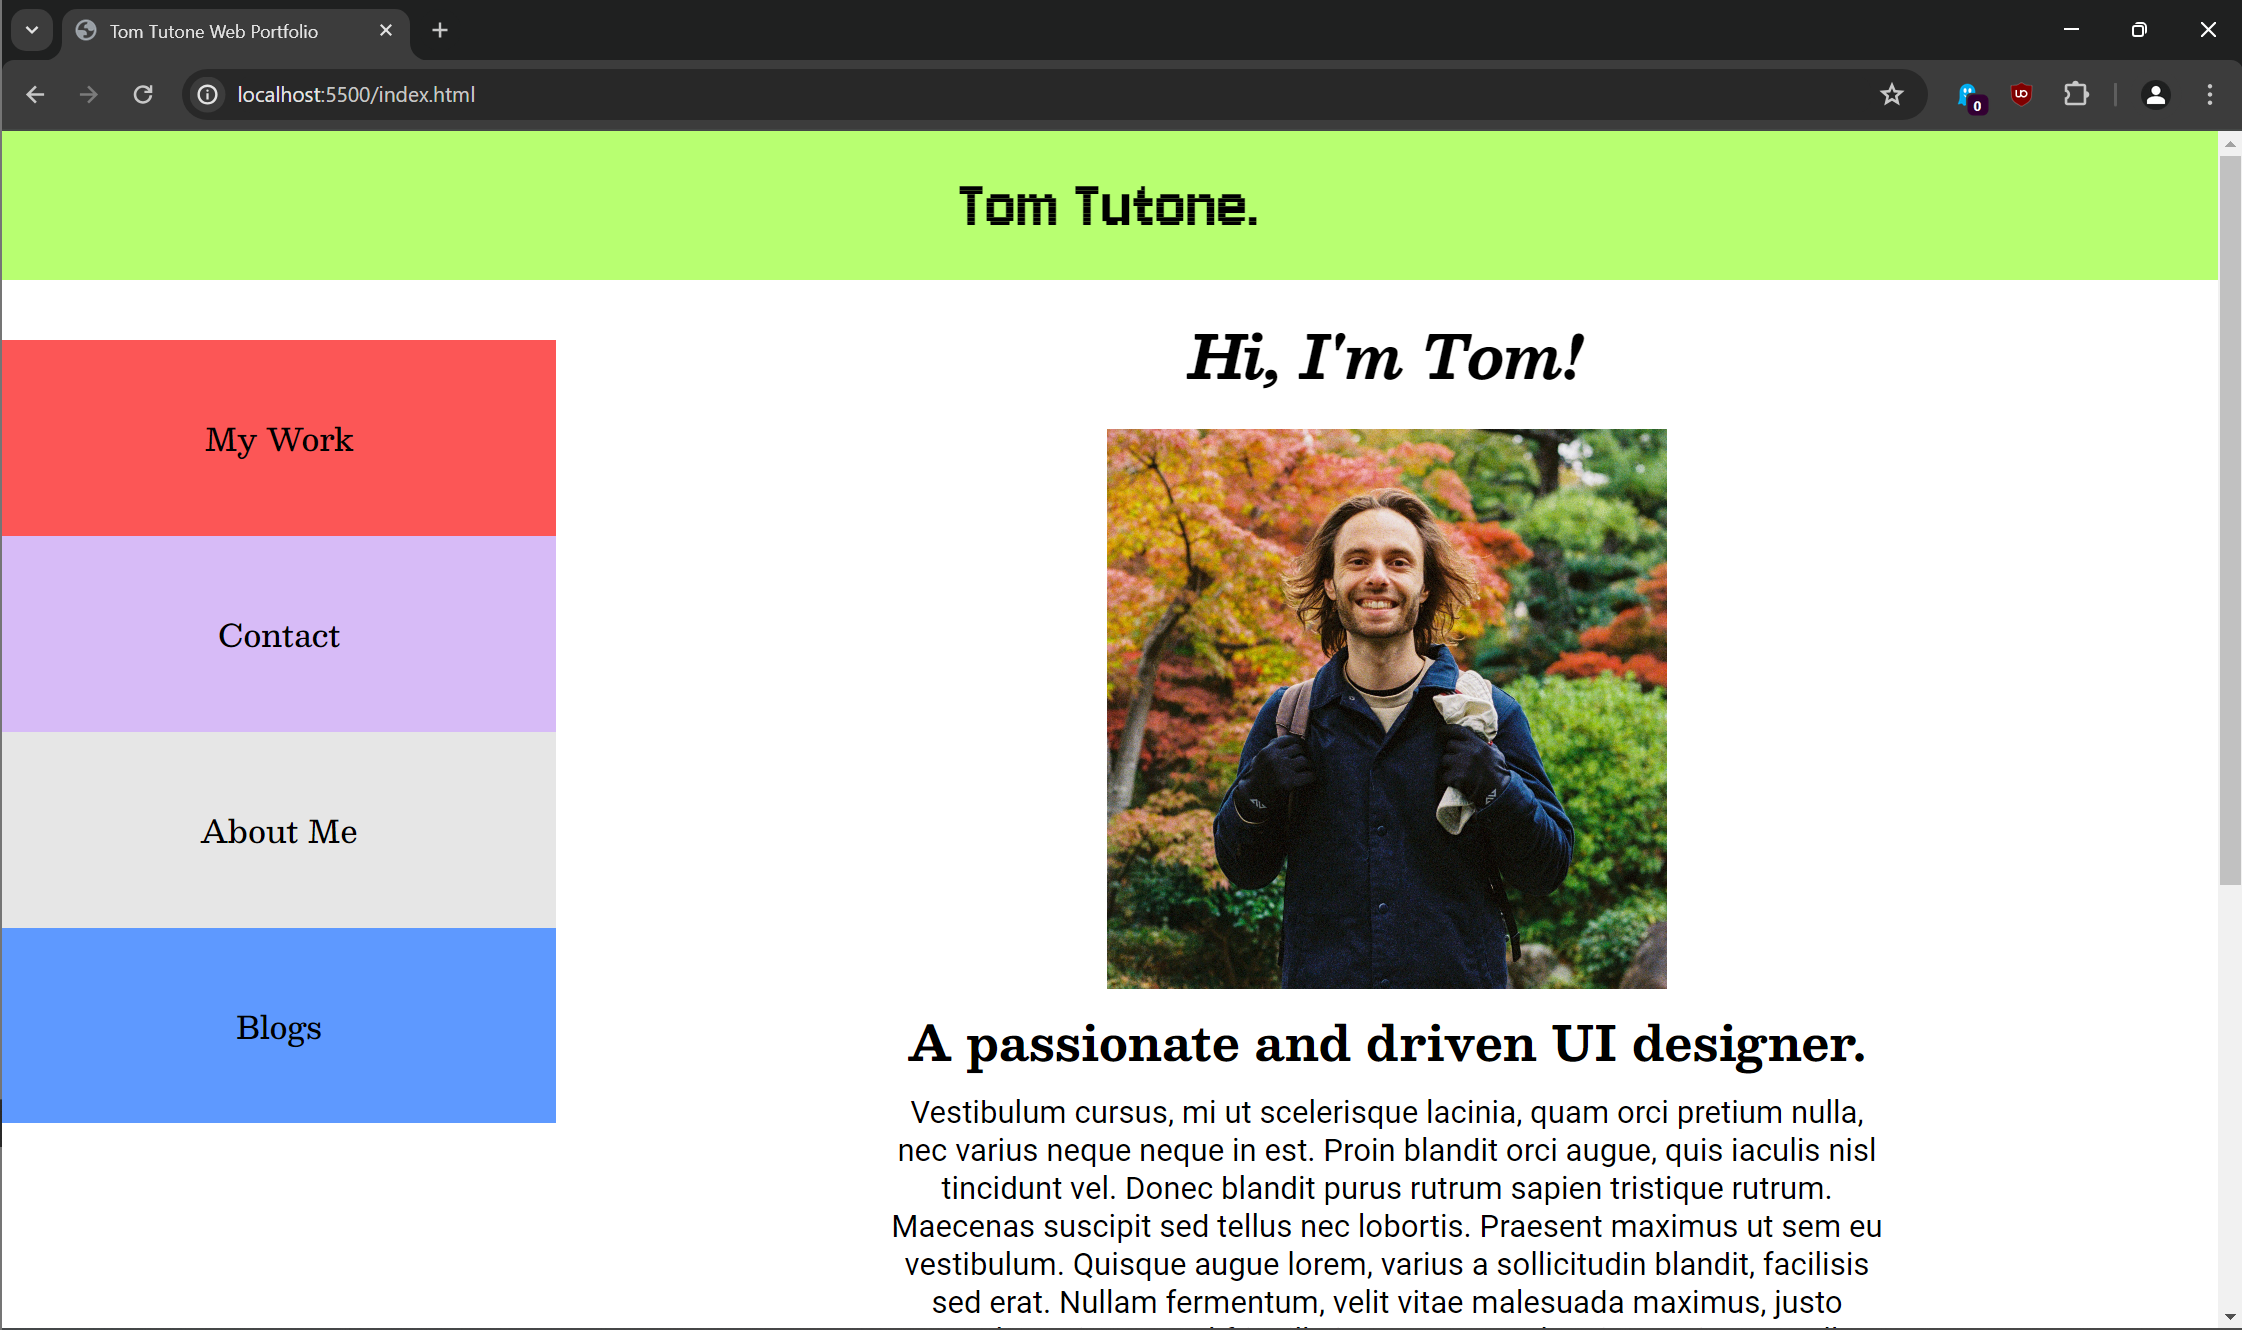 Tom Tutone Web Portfolio
localhost:5500/index.html
0
Tom Tutone.
My Work
Contact
About Me
Blogs
Hi, I'm Tom!
A passionate and driven UI designer.
Vestibulum cursus, mi ut scelerisque lacinia, quam orci pretium nulla,
nec varius neque neque in est. Proin blandit orci augue, quis iaculis nisl
tincidunt vel. Donec blandit purus rutrum sapien tristique rutrum.
Maecenas suscipit sed tellus nec lobortis. Praesent maximus ut sem eu
vestibulum. Quisque augue lorem, varius a sollicitudin blandit, facilisis
sed erat. Nullam fermentum, velit vitae malesuada maximus, justo